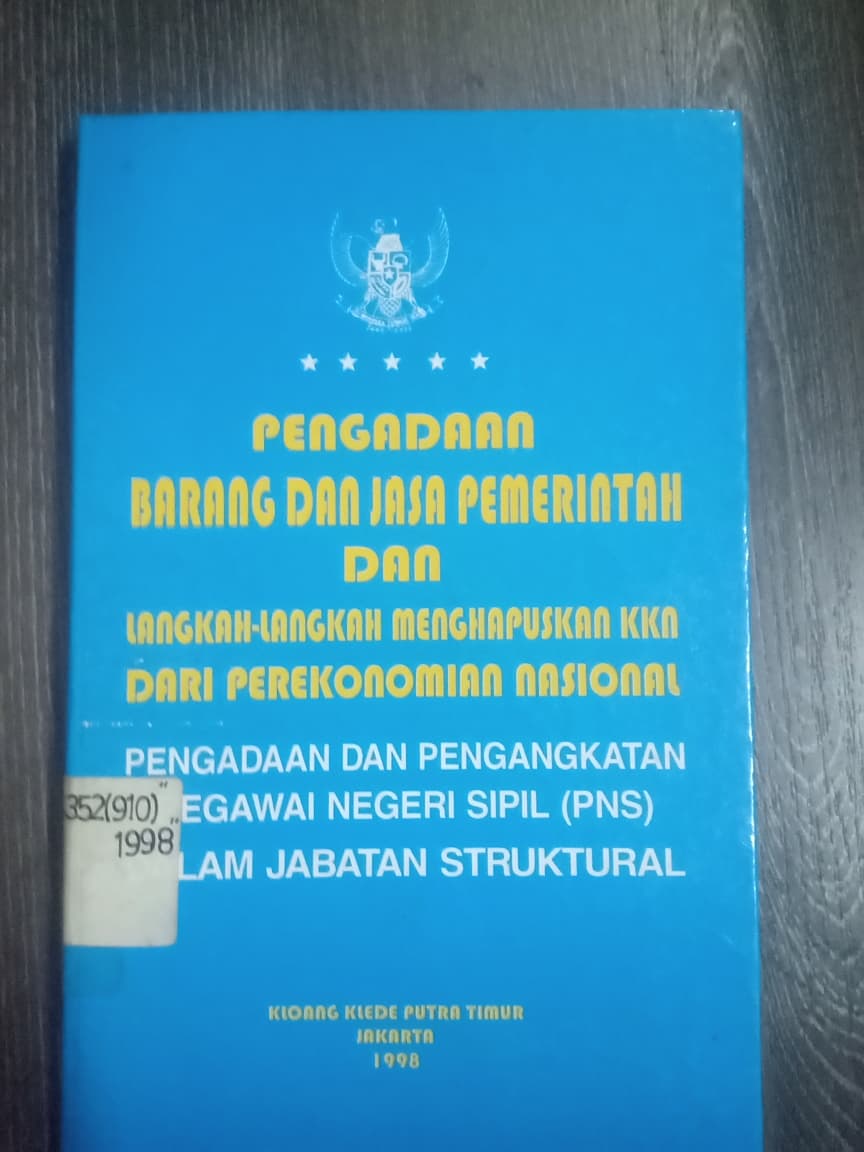 PENGADAAN
BARANG DAN JASA PEMERINTAH
DAN
LANGKAH-LANGKAH MENGHAPUSKAN KKN
DARI PEREKONOMIAN NASIONAL
PENGADAAN DAN PENGANGKATAN
EGAWAI NEGERI SIPIL (PNS)
LAM JABATAN STRUKTURAL
352(910) "
1998 "
KLOANG KLEDE PUTRA TIMUR
JAKARTA
1998